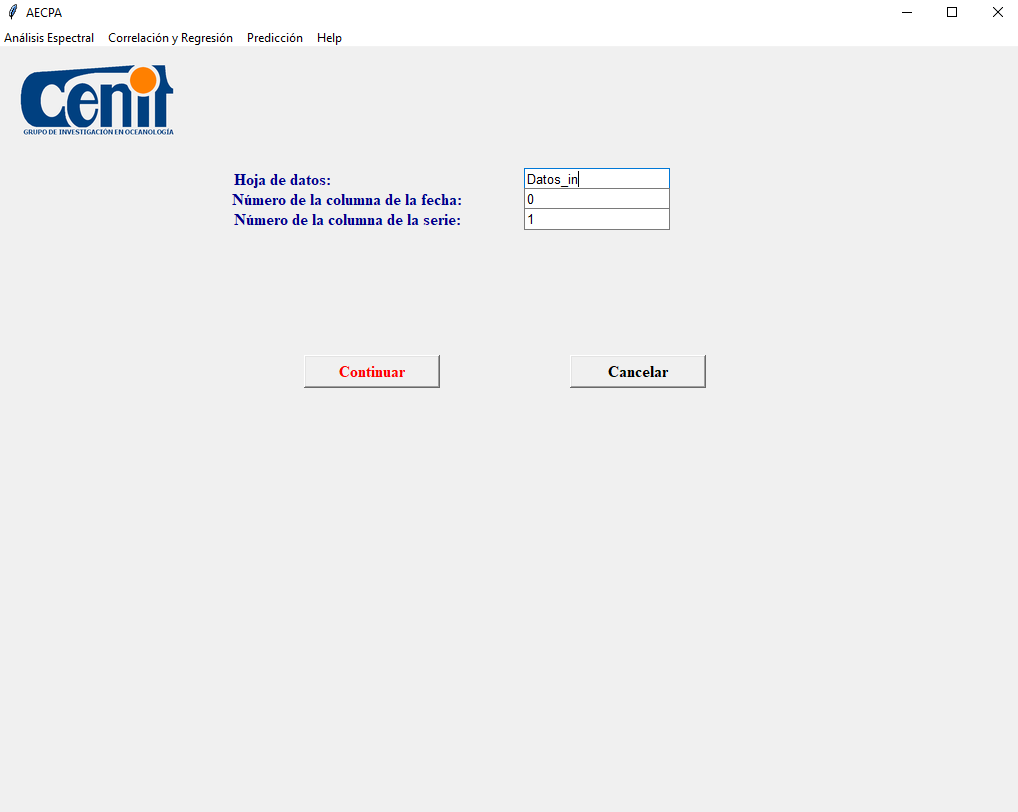 AECPA
Análisis Espectral Correlación y Regresión Predicción Help
Cenit
GRUPO DE INVESTIGACIÓN EN OCEANOLOGÍA
Hoja de datos: Datos_in
Número de la columna de la fecha: 0
Número de la columna de la serie: 1
Continuar Cancelar